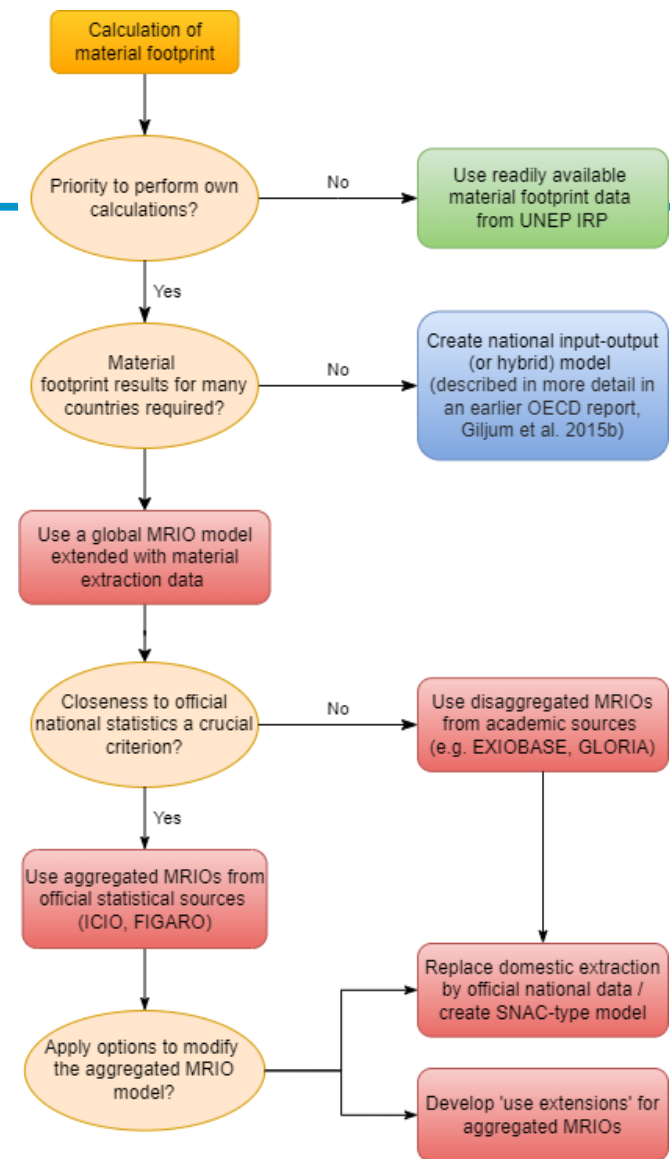 Calculation of
material footprint
Priority to perform own
calculations?
No
Use readily available
material footprint data
from UNEP IRP
Yes
Material
footprint results for many
countries required?
No
Create national input-output
(or hybrid) model
(described in more detail in
an earlier OECD report,
Giljum et al. 2015b)
Use a global MRIO model
extended with material
extraction data
Closeness to official
national statistics a crucial
criterion?
No
Use disaggregated MRIOs
from academic sources
(e.g. EXIOBASE, GLORIA)
Yes
Use aggregated MRIOs from
official statistical sources
(ICIO, FIGARO)
Replace domestic extraction
by official national data /
create SNAC-type model
Apply options to modify
the aggregated MRIO
model?
Develop 'use extensions' for
aggregated MRIOs